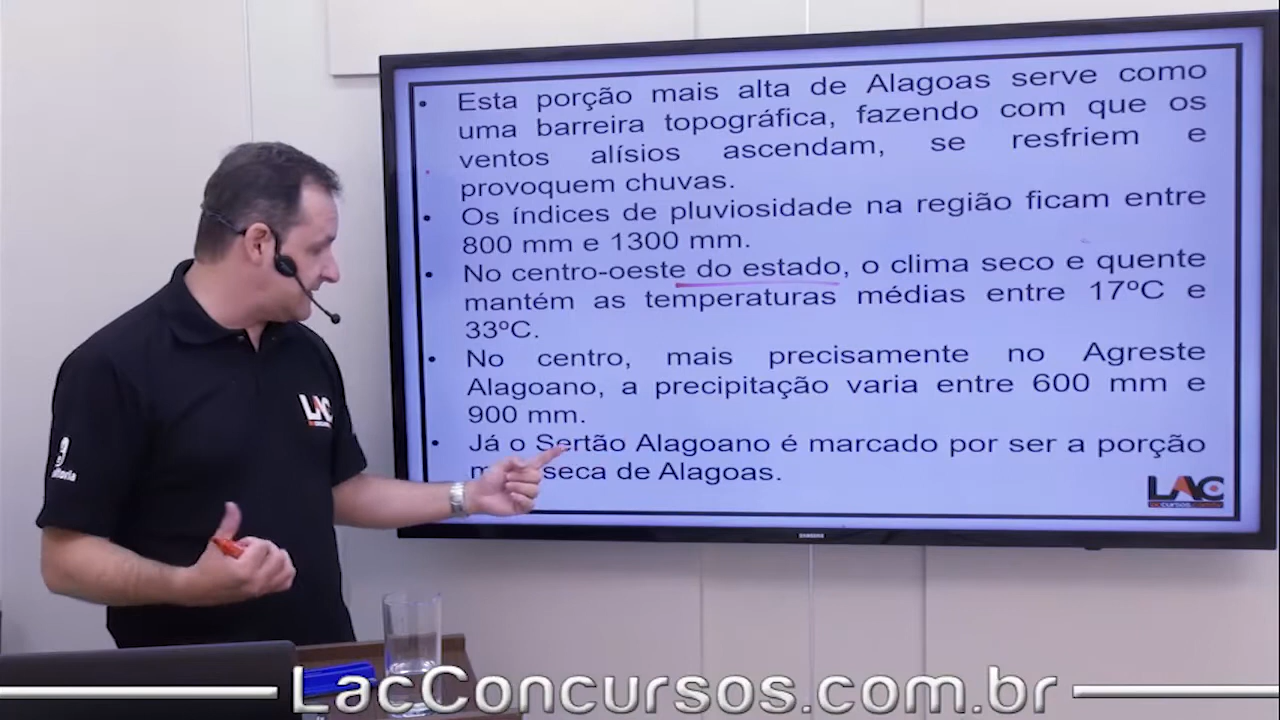 • Esta porção mais alta de Alagoas serve como
uma barreira topográfica, fazendo com que os
ventos alísios ascendam, se resfriem e
provoquem chuvas.
• Os índices de pluviosidade na região ficam entre
800 mm e 1300 mm.
• No centro-oeste do estado, o clima seco e quente
mantém as temperaturas médias entre 17ºC e
33ºC.
• No centro, mais precisamente no Agreste
Alagoano, a precipitação varia entre 600 mm e
900 mm.
• Já o Sertão Alagoano é marcado por ser a porção
seca de Alagoas.
LAC
SAMSUNG
LAC
LacConcursos.com.br